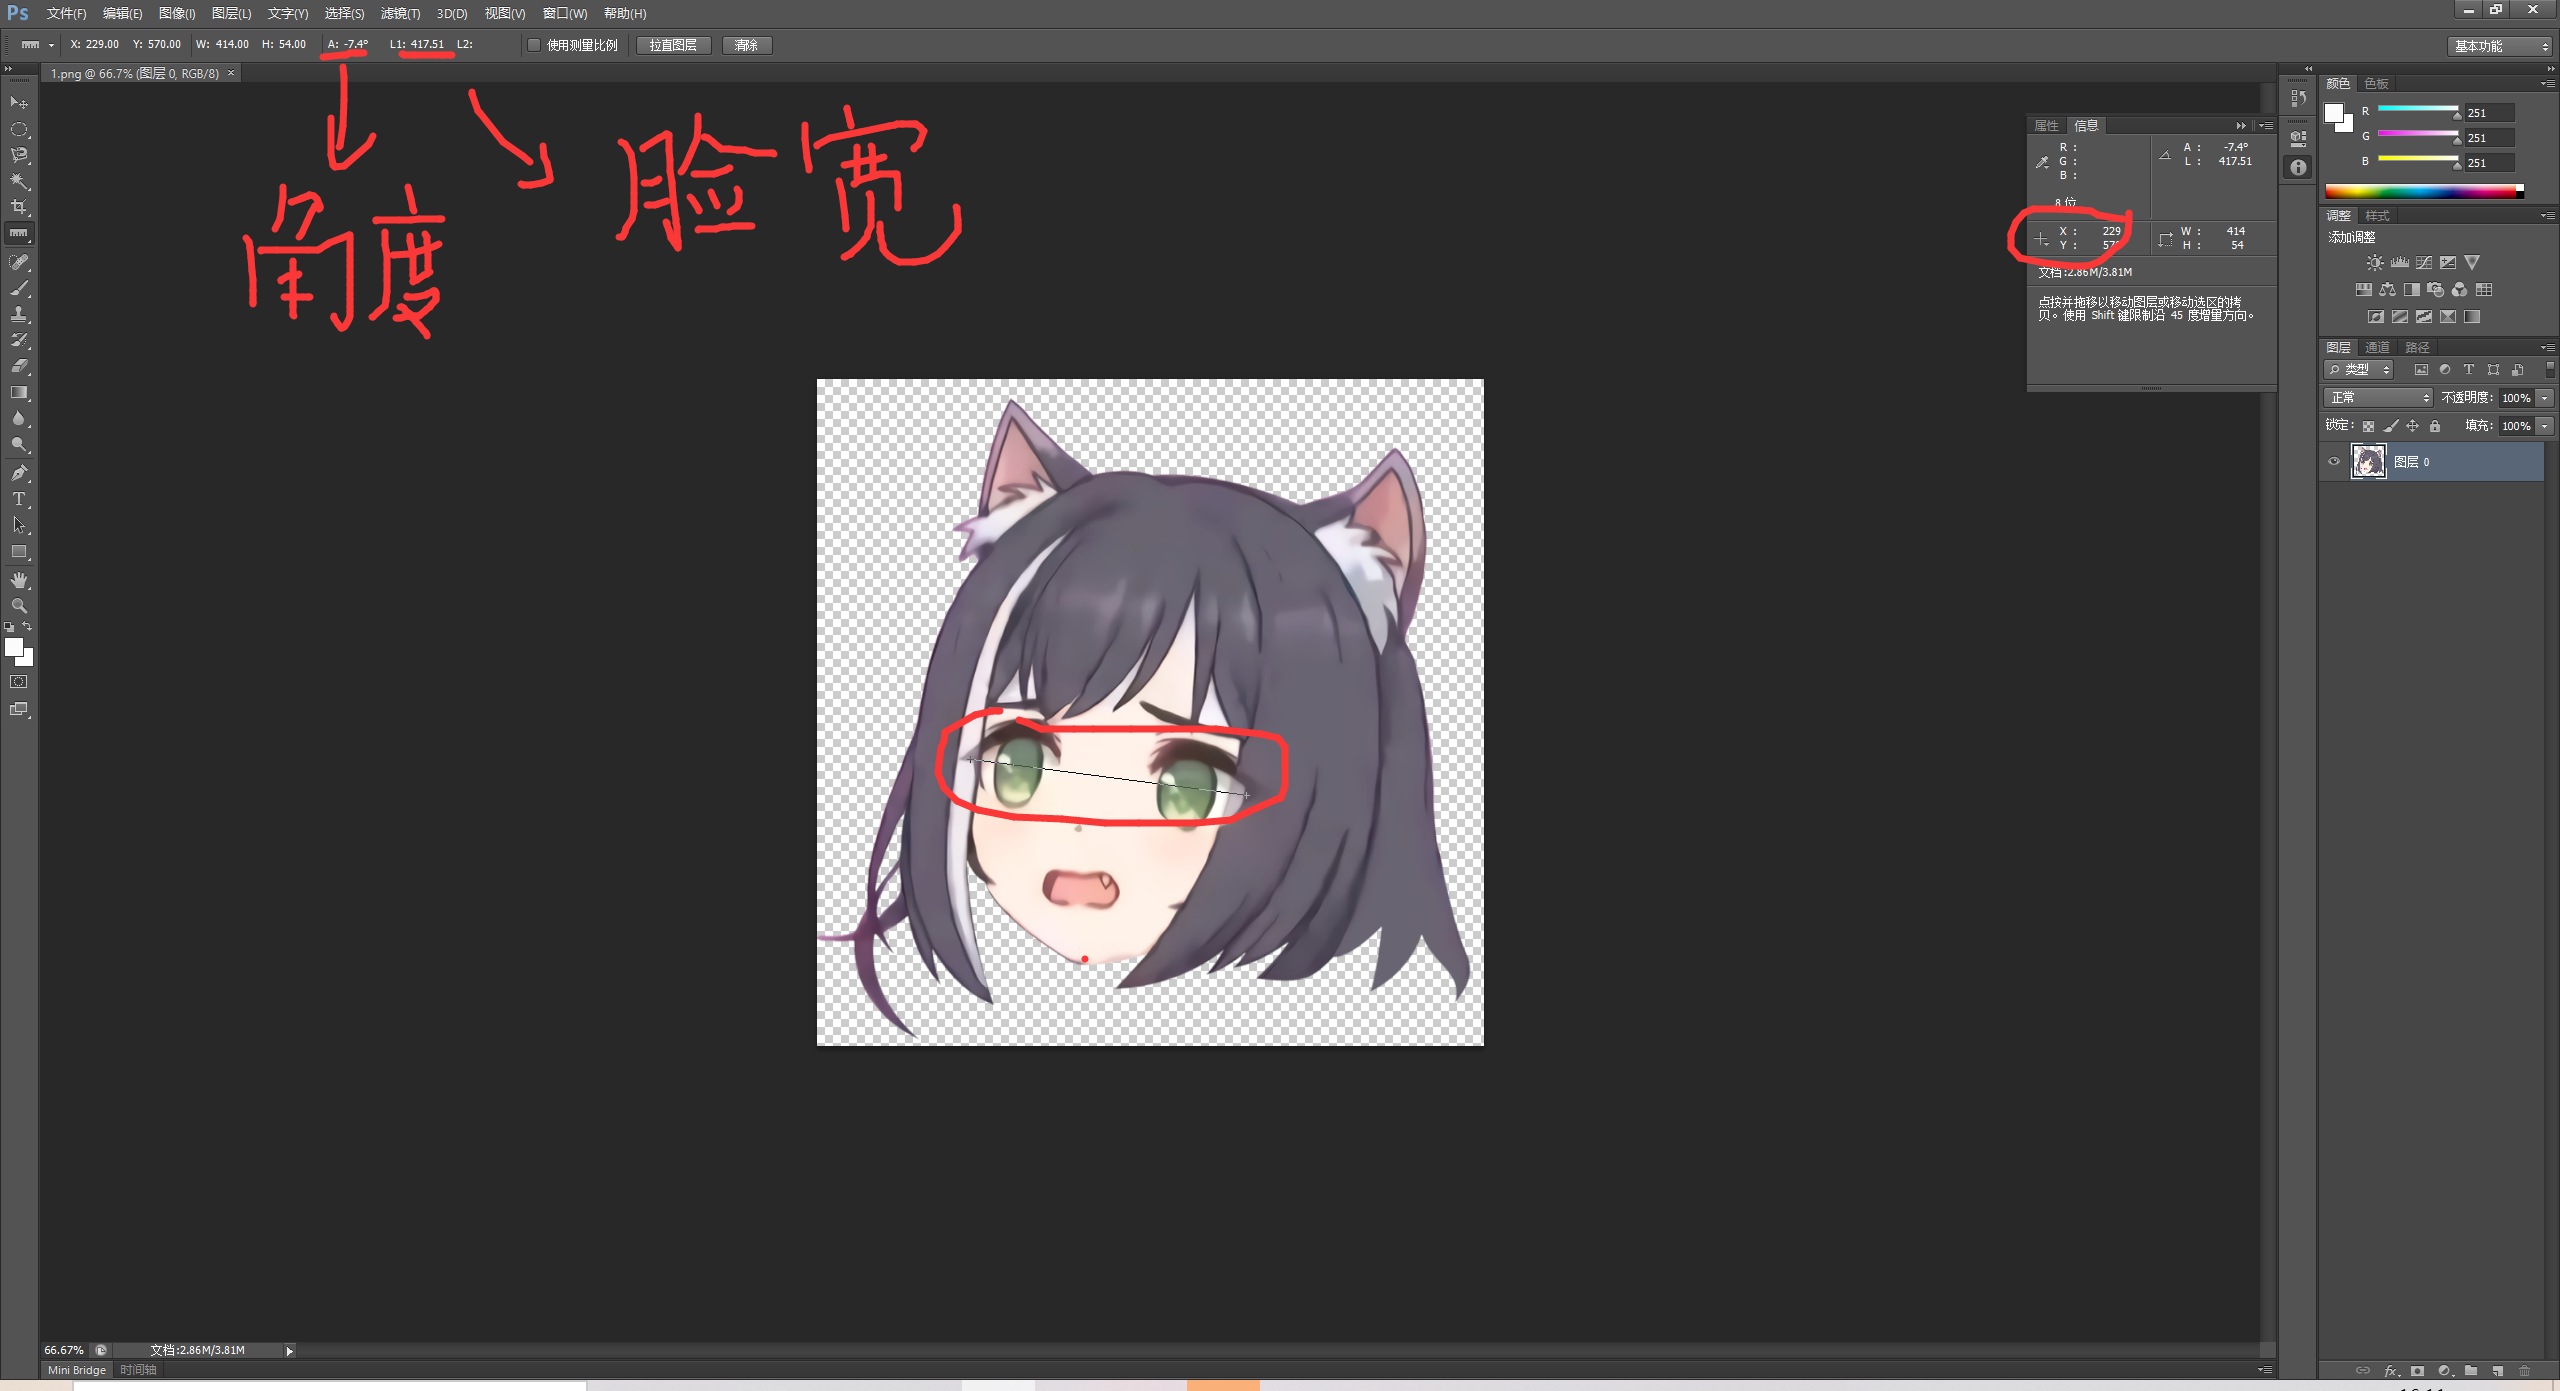 Ps 文件(F) 编辑(E) 图像(I) 图层(L) 文字(Y) 选择(S) 滤镜(T) 3D(D) 视图(V) 窗口(W) 帮助(H)
X: 229.00 Y: 570.00 W: 414.00 H: 54.00 A: -7.4° L1: 417.51 L2: 使用测量比例 拉直图层 清除 基本功能
1.png @ 66.7% (图层 0, RGB/8) ×
角度
脸宽
属性 信息
R :
G :
B :
8 位
A : -7.4°
L : 417.51
X : 229
Y : 570
W : 414
H : 54
文档:2.86M/3.81M
点按并拖移以移动图层或移动选区的拷
贝。使用 Shift 键限制沿 45 度增量方向。
颜色 色板
R 251
G 251
B 251
调整 样式
添加调整
图层 通道 路径
类型
正常 不透明度: 100%
锁定: 填充: 100%
图层 0
66.67% 文档:2.86M/3.81M
Mini Bridge 时间轴